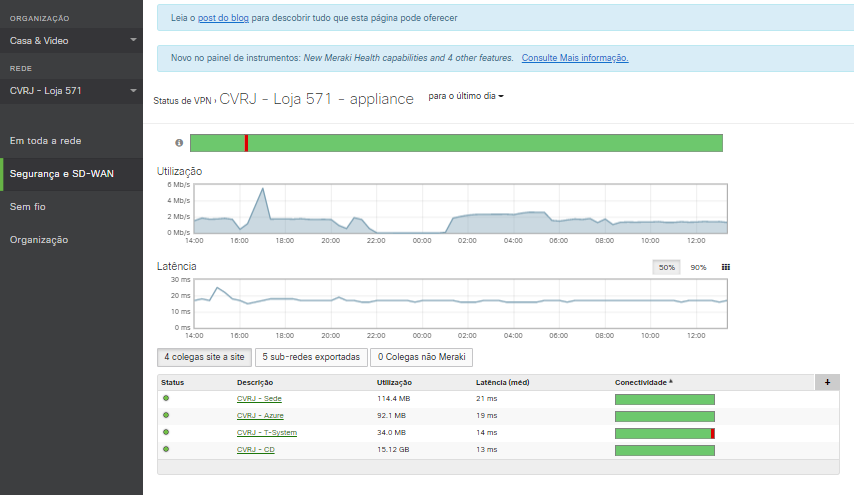 ORGANIZAÇÃO
Casa & Video
REDE
CVRJ - Loja 571
En toda a rede
Segurança e SD-WAN
Sem fio
Organização
Leia o post do blog para descobrir tudo que esta página pode oferecer
Novo no painel de instrumentos: New Meraki Health capabilities and 4 other features. Consulte Mais informação.
Status de VPN › CVRJ - Loja 571 - appliance para o último dia
Utilização
6 Mb/s
4 Mb/s
2 Mb/s
0 Mb/s
14:00 16:00 18:00 20:00 22:00 00:00 02:00 04:00 06:00 08:00 10:00 12:00
Latência
50% 90%
30 ms
20 ms
10 ms
0 ms
14:00 16:00 18:00 20:00 22:00 00:00 02:00 04:00 06:00 08:00 10:00 12:00
4 colegas site a site 5 sub-redes exportadas 0 Colegas não Meraki
Status Descrição Utilização Latência (méd) Conectividade * +
CVRJ - Sede 114.4 MB 21 ms
CVRJ - Azure 92.1 MB 19 ms
CVRJ - T-System 34.0 MB 14 ms
CVRJ - CD 15.12 GB 13 ms